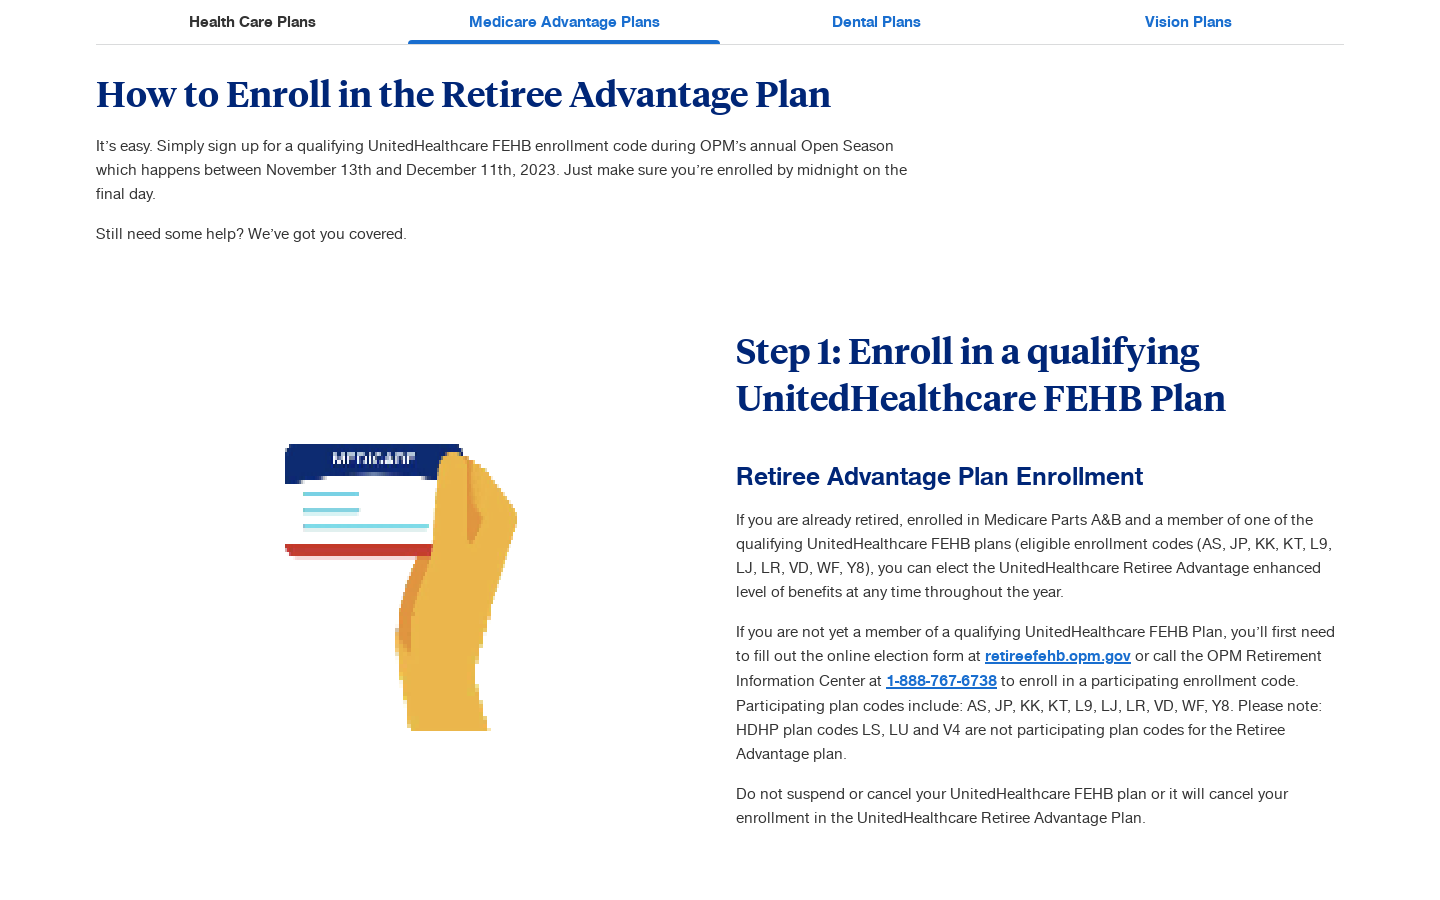 Health Care Plans
Medicare Advantage Plans
Dental Plans
Vision Plans
How to Enroll in the Retiree Advantage Plan
It’s easy. Simply sign up for a qualifying UnitedHealthcare FEHB enrollment code during OPM’s annual Open Season
which happens between November 13th and December 11th, 2023. Just make sure you’re enrolled by midnight on the
final day.
Still need some help? We’ve got you covered.
MEDICARE
Step 1: Enroll in a qualifying
UnitedHealthcare FEHB Plan
Retiree Advantage Plan Enrollment
If you are already retired, enrolled in Medicare Parts A&B and a member of one of the
qualifying UnitedHealthcare FEHB plans (eligible enrollment codes (AS, JP, KK, KT, L9,
LJ, LR, VD, WF, Y8), you can elect the UnitedHealthcare Retiree Advantage enhanced
level of benefits at any time throughout the year.
If you are not yet a member of a qualifying UnitedHealthcare FEHB Plan, you’ll first need
to fill out the online election form at retireefehb.opm.gov or call the OPM Retirement
Information Center at 1-888-767-6738 to enroll in a participating enrollment code.
Participating plan codes include: AS, JP, KK, KT, L9, LJ, LR, VD, WF, Y8. Please note:
HDHP plan codes LS, LU and V4 are not participating plan codes for the Retiree
Advantage plan.
Do not suspend or cancel your UnitedHealthcare FEHB plan or it will cancel your
enrollment in the UnitedHealthcare Retiree Advantage Plan.